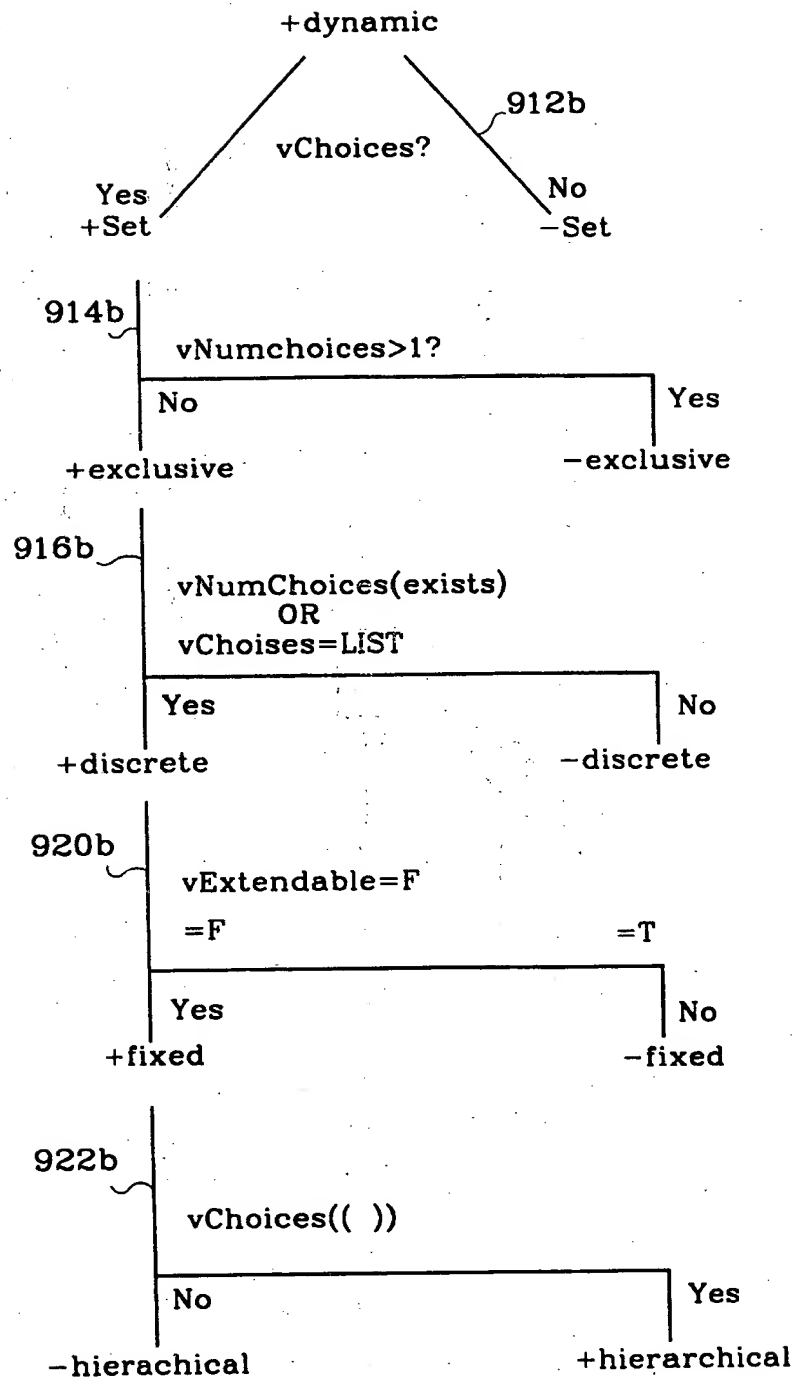 +dynamic
912b
vChoices?
Yes
No
+Set
−Set
914b
vNumchoices>1?
No
Yes
+exclusive
−exclusive
916b
vNumChoices(exists)
OR
vChoises=LIST
Yes
No
+discrete
−discrete
920b
vExtendable=F
=F
=T
Yes
No
+fixed
−fixed
922b
vChoices(( ))
No
Yes
−hierachical
+hierarchical